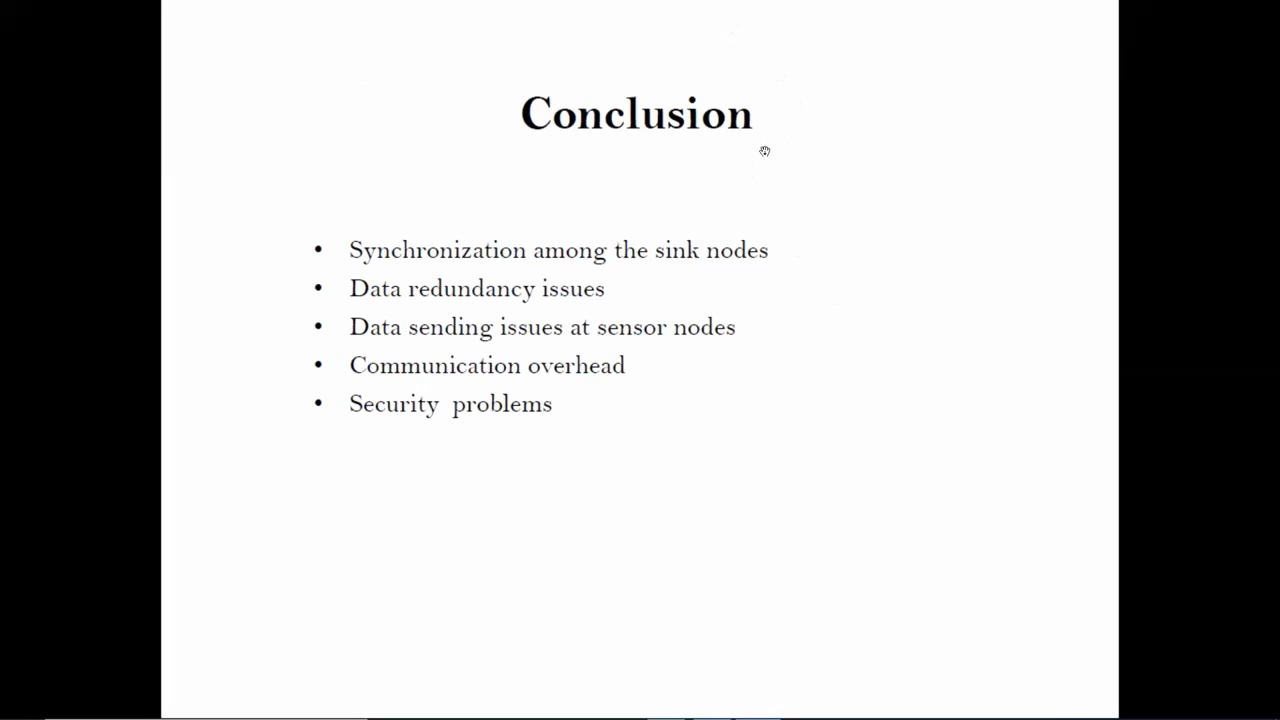 Conclusion
• Synchronization among the sink nodes
• Data redundancy issues
• Data sending issues at sensor nodes
• Communication overhead
• Security  problems